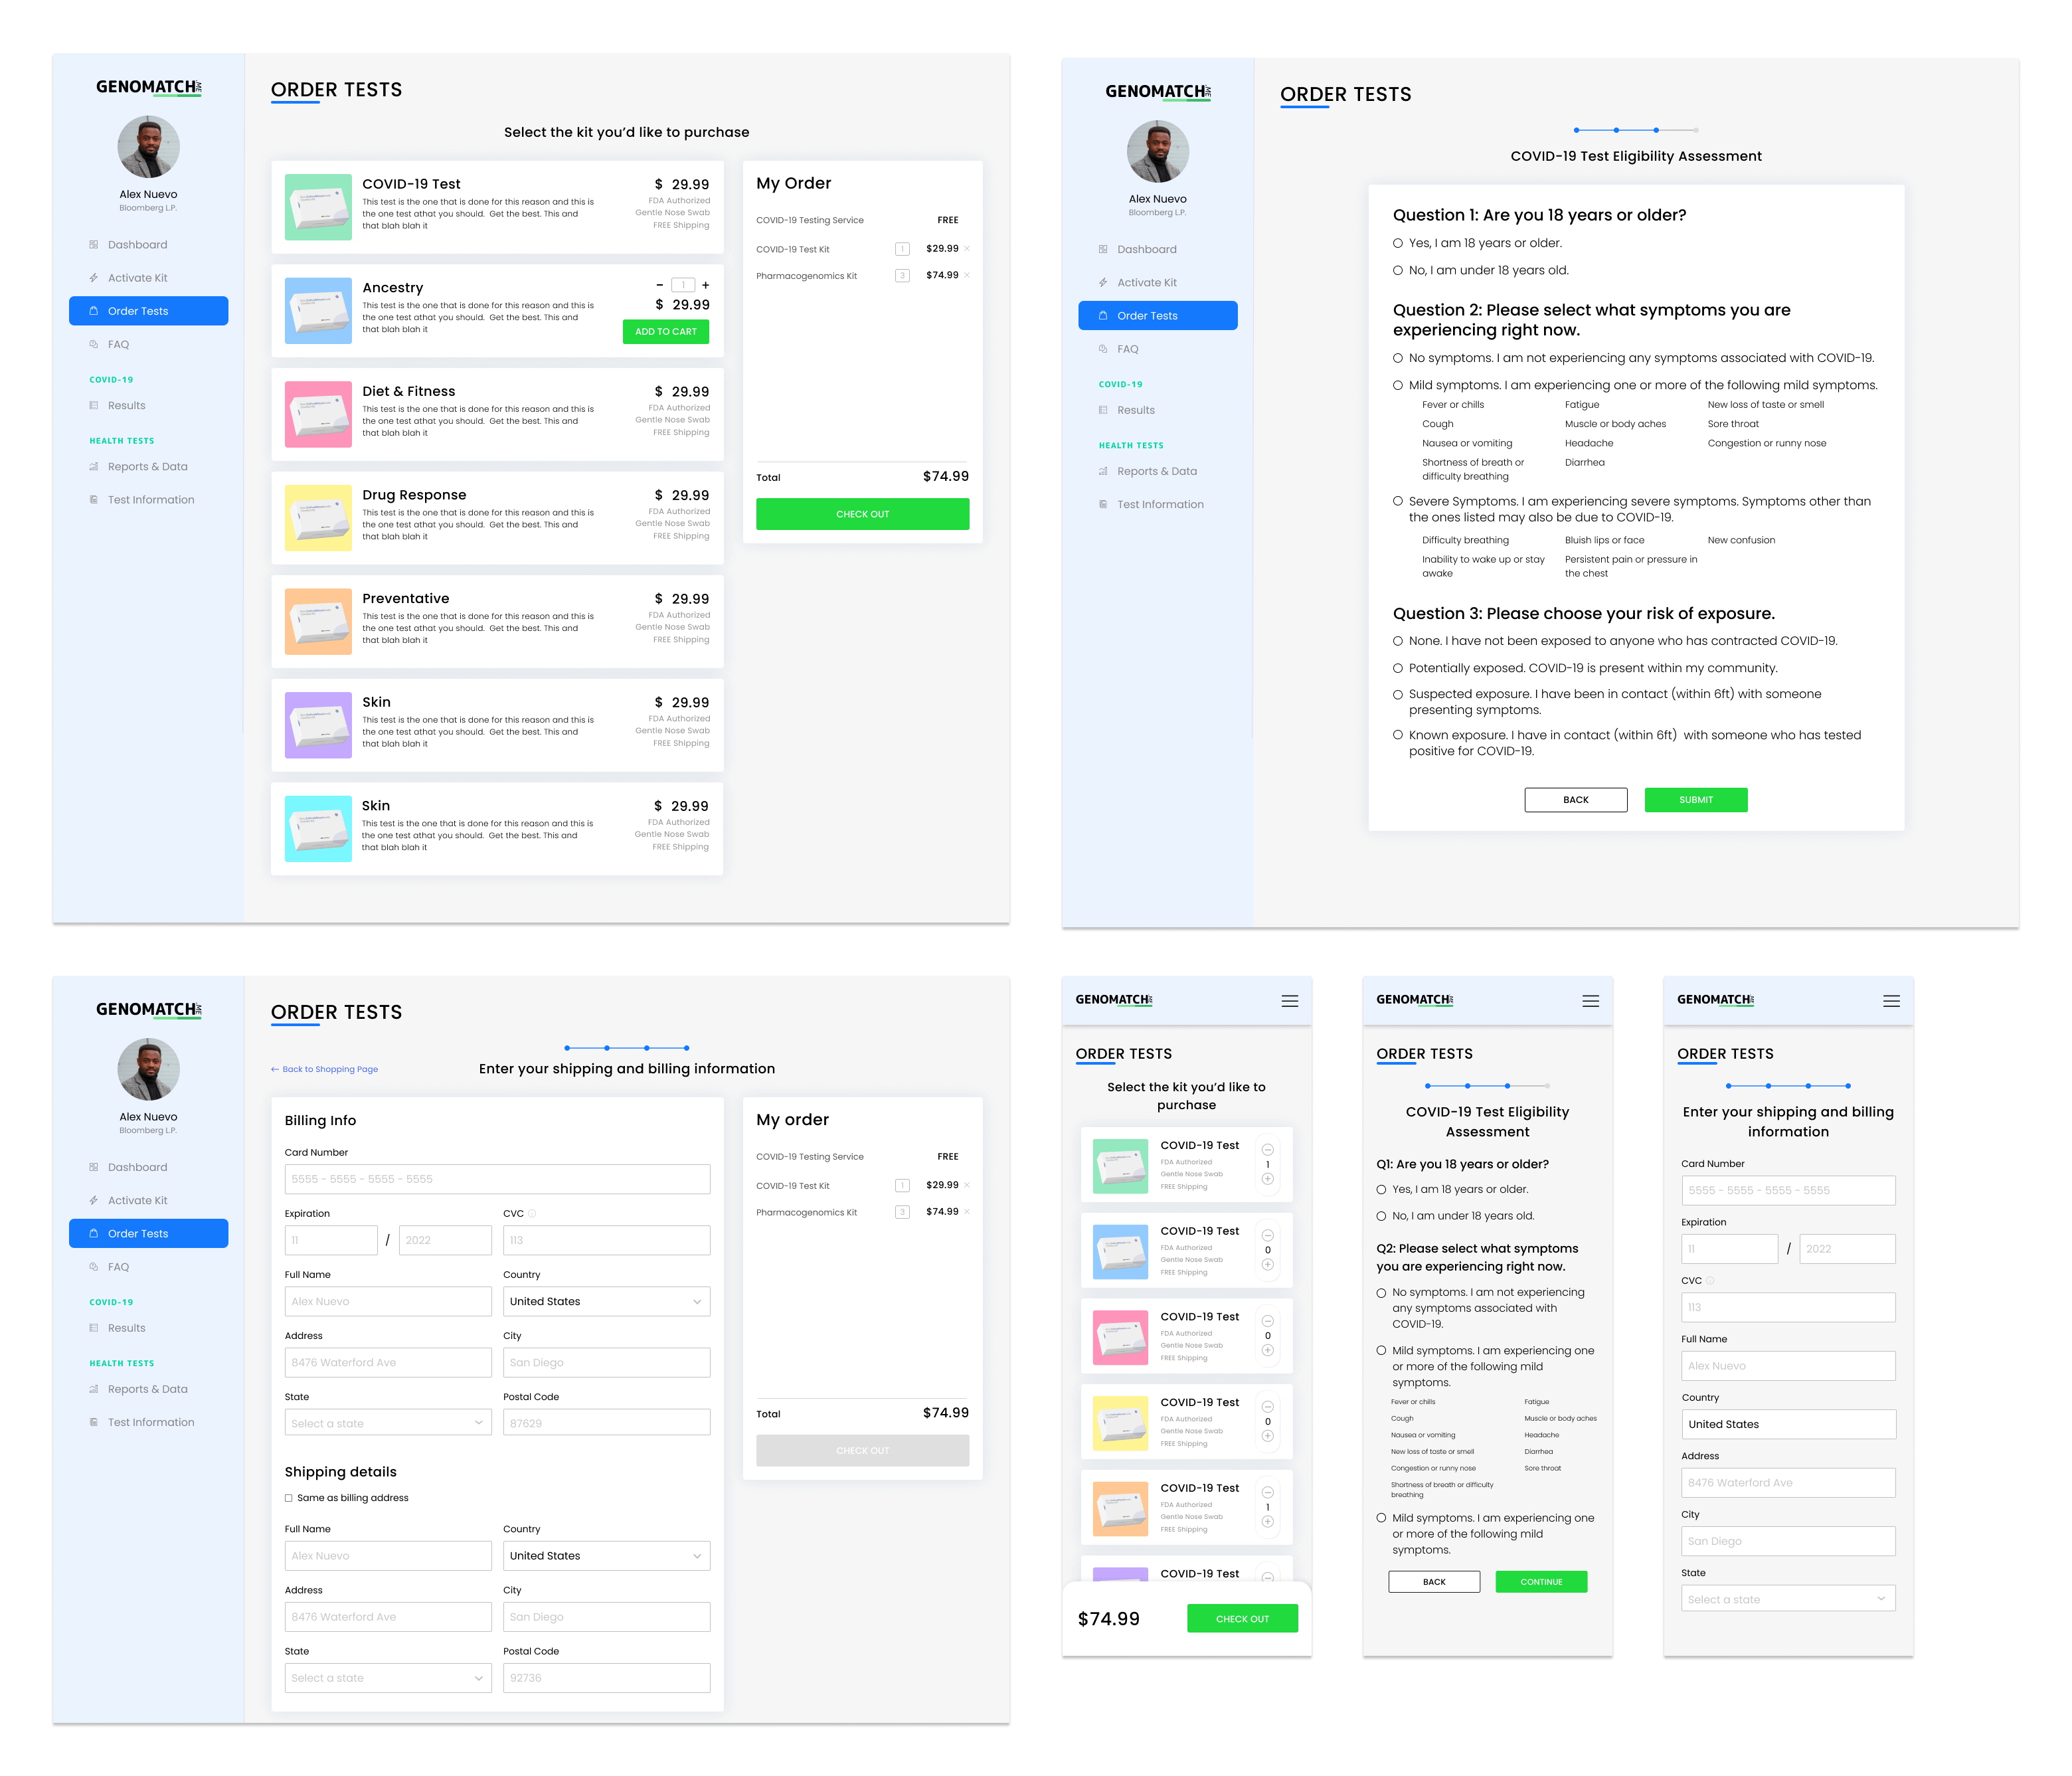 GENOMATCH.ME
Alex Nuevo
Bloomberg L.P.
Dashboard
Activate Kit
Order Tests
FAQ
COVID-19
Results
HEALTH TESTS
Reports & Data
Test Information
ORDER TESTS
Select the kit you'd like to purchase
COVID-19 Test
This test is the one that is done for this reason and this is
the one test athat you should. Get the best. This and
that blah blah it
$ 29.99
FDA Authorized
Gentle Nose Swab
FREE Shipping
Ancestry
This test is the one that is done for this reason and this is
the one test athat you should. Get the best. This and
that blah blah it
− 1 +
$ 29.99
ADD TO CART
Diet & Fitness
This test is the one that is done for this reason and this is
the one test athat you should. Get the best. This and
that blah blah it
$ 29.99
FDA Authorized
Gentle Nose Swab
FREE Shipping
Drug Response
This test is the one that is done for this reason and this is
the one test athat you should. Get the best. This and
that blah blah it
$ 29.99
FDA Authorized
Gentle Nose Swab
FREE Shipping
Preventative
This test is the one that is done for this reason and this is
the one test athat you should. Get the best. This and
that blah blah it
$ 29.99
FDA Authorized
Gentle Nose Swab
FREE Shipping
Skin
This test is the one that is done for this reason and this is
the one test athat you should. Get the best. This and
that blah blah it
$ 29.99
FDA Authorized
Gentle Nose Swab
FREE Shipping
Skin
This test is the one that is done for this reason and this is
the one test athat you should. Get the best. This and
that blah blah it
$ 29.99
FDA Authorized
Gentle Nose Swab
FREE Shipping
My Order
COVID-19 Testing Service FREE
COVID-19 Test Kit 1 $29.99 ×
Pharmacogenomics Kit 3 $74.99 ×
Total $74.99
CHECK OUT
GENOMATCH.ME
Alex Nuevo
Bloomberg L.P.
Dashboard
Activate Kit
Order Tests
FAQ
COVID-19
Results
HEALTH TESTS
Reports & Data
Test Information
ORDER TESTS
COVID-19 Test Eligibility Assessment
Question 1: Are you 18 years or older?
Yes, I am 18 years or older.
No, I am under 18 years old.
Question 2: Please select what symptoms you are
experiencing right now.
No symptoms. I am not experiencing any symptoms associated with COVID-19.
Mild symptoms. I am experiencing one or more of the following mild symptoms.
Fever or chills Fatigue New loss of taste or smell
Cough Muscle or body aches Sore throat
Nausea or vomiting Headache Congestion or runny nose
Shortness of breath or Diarrhea
difficulty breathing
Severe Symptoms. I am experiencing severe symptoms. Symptoms other than
the ones listed may also be due to COVID-19.
Difficulty breathing Bluish lips or face New confusion
Inability to wake up or stay Persistent pain or pressure in
awake the chest
Question 3: Please choose your risk of exposure.
None. I have not been exposed to anyone who has contracted COVID-19.
Potentially exposed. COVID-19 is present within my community.
Suspected exposure. I have been in contact (within 6ft) with someone
presenting symptoms.
Known exposure. I have in contact (within 6ft) with someone who has tested
positive for COVID-19.
BACK SUBMIT
GENOMATCH.ME
Alex Nuevo
Bloomberg L.P.
Dashboard
Activate Kit
Order Tests
FAQ
COVID-19
Results
HEALTH TESTS
Reports & Data
Test Information
ORDER TESTS
← Back to Shopping Page
Enter your shipping and billing information
Billing Info
Card Number
5555 - 5555 - 5555 - 5555
Expiration CVC
11 / 2022 113
Full Name Country
Alex Nuevo United States
Address City
8476 Waterford Ave San Diego
State Postal Code
Select a state 87629
Shipping details
Same as billing address
Full Name Country
Alex Nuevo United States
Address City
8476 Waterford Ave San Diego
State Postal Code
Select a state 92736
My order
COVID-19 Testing Service FREE
COVID-19 Test Kit 1 $29.99 ×
Pharmacogenomics Kit 3 $74.99 ×
Total $74.99
CHECK OUT
GENOMATCH.ME
ORDER TESTS
Select the kit you'd like to
purchase
COVID-19 Test
FDA Authorized
Gentle Nose Swab
FREE Shipping
1
COVID-19 Test
FDA Authorized
Gentle Nose Swab
FREE Shipping
0
COVID-19 Test
FDA Authorized
Gentle Nose Swab
FREE Shipping
0
COVID-19 Test
FDA Authorized
Gentle Nose Swab
FREE Shipping
0
COVID-19 Test
FDA Authorized
Gentle Nose Swab
FREE Shipping
1
COVID-19 Test
$74.99
CHECK OUT
GENOMATCH.ME
ORDER TESTS
COVID-19 Test Eligibility
Assessment
Q1: Are you 18 years or older?
Yes, I am 18 years or older.
No, I am under 18 years old.
Q2: Please select what symptoms
you are experiencing right now.
No symptoms. I am not experiencing
any symptoms associated with
COVID-19.
Mild symptoms. I am experiencing one
or more of the following mild
symptoms.
Fever or chills Fatigue
Cough Muscle or body aches
Nausea or vomiting Headache
New loss of taste or smell Diarrhea
Congestion or runny nose Sore throat
Shortness of breath or difficulty
breathing
Mild symptoms. I am experiencing one
or more of the following mild
symptoms.
BACK CONTINUE
GENOMATCH.ME
ORDER TESTS
Enter your shipping and billing
information
Card Number
5555 - 5555 - 5555 - 5555
Expiration
11 / 2022
CVC
113
Full Name
Alex Nuevo
Country
United States
Address
8476 Waterford Ave
City
San Diego
State
Select a state